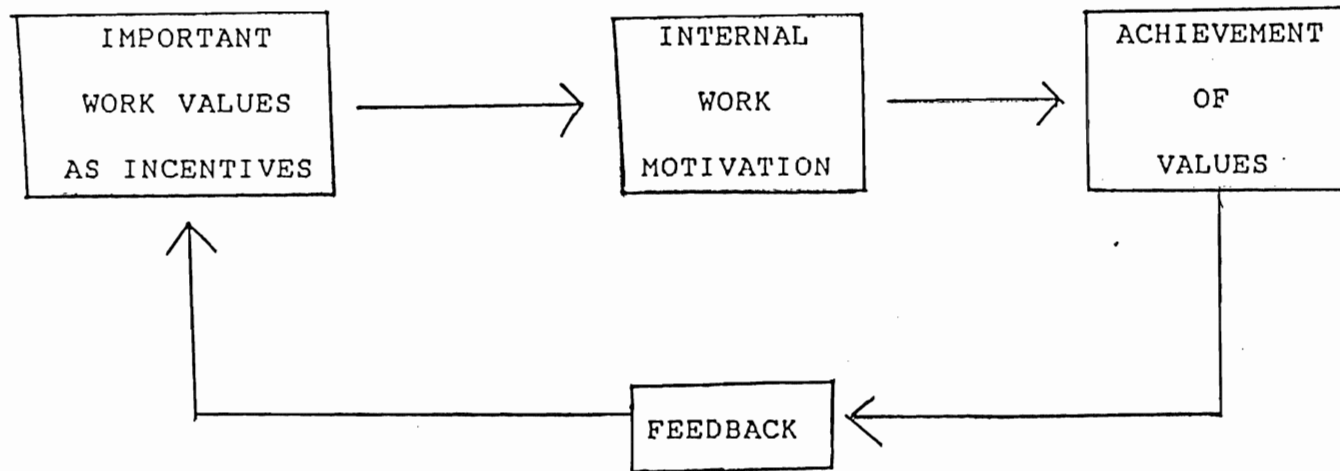 IMPORTANT
WORK VALUES
AS INCENTIVES
INTERNAL
WORK
MOTIVATION
ACHIEVEMENT
OF
VALUES
FEEDBACK